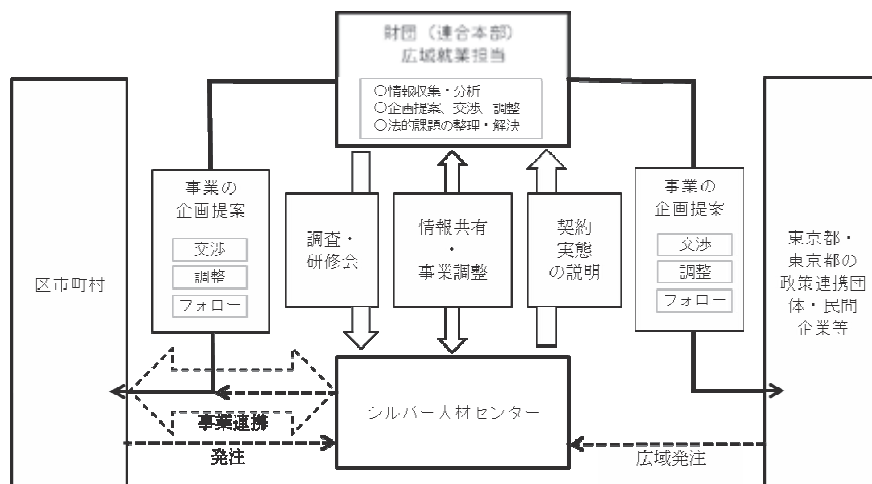 財団（連合本部）
広域就業担当
○情報収集・分析
○企画提案、交渉、調整
○法的課題の整理・解決
区市町村
事業の
企画提案
交渉
調整
フォロー
調査・
研修会
情報共有
・
事業調整
契約
実態
の説明
事業の
企画提案
交渉
調整
フォロー
東京都・
東京都の
政策連携団
体・民間
企業等
シルバー人材センター
事業連携
発注
広域発注